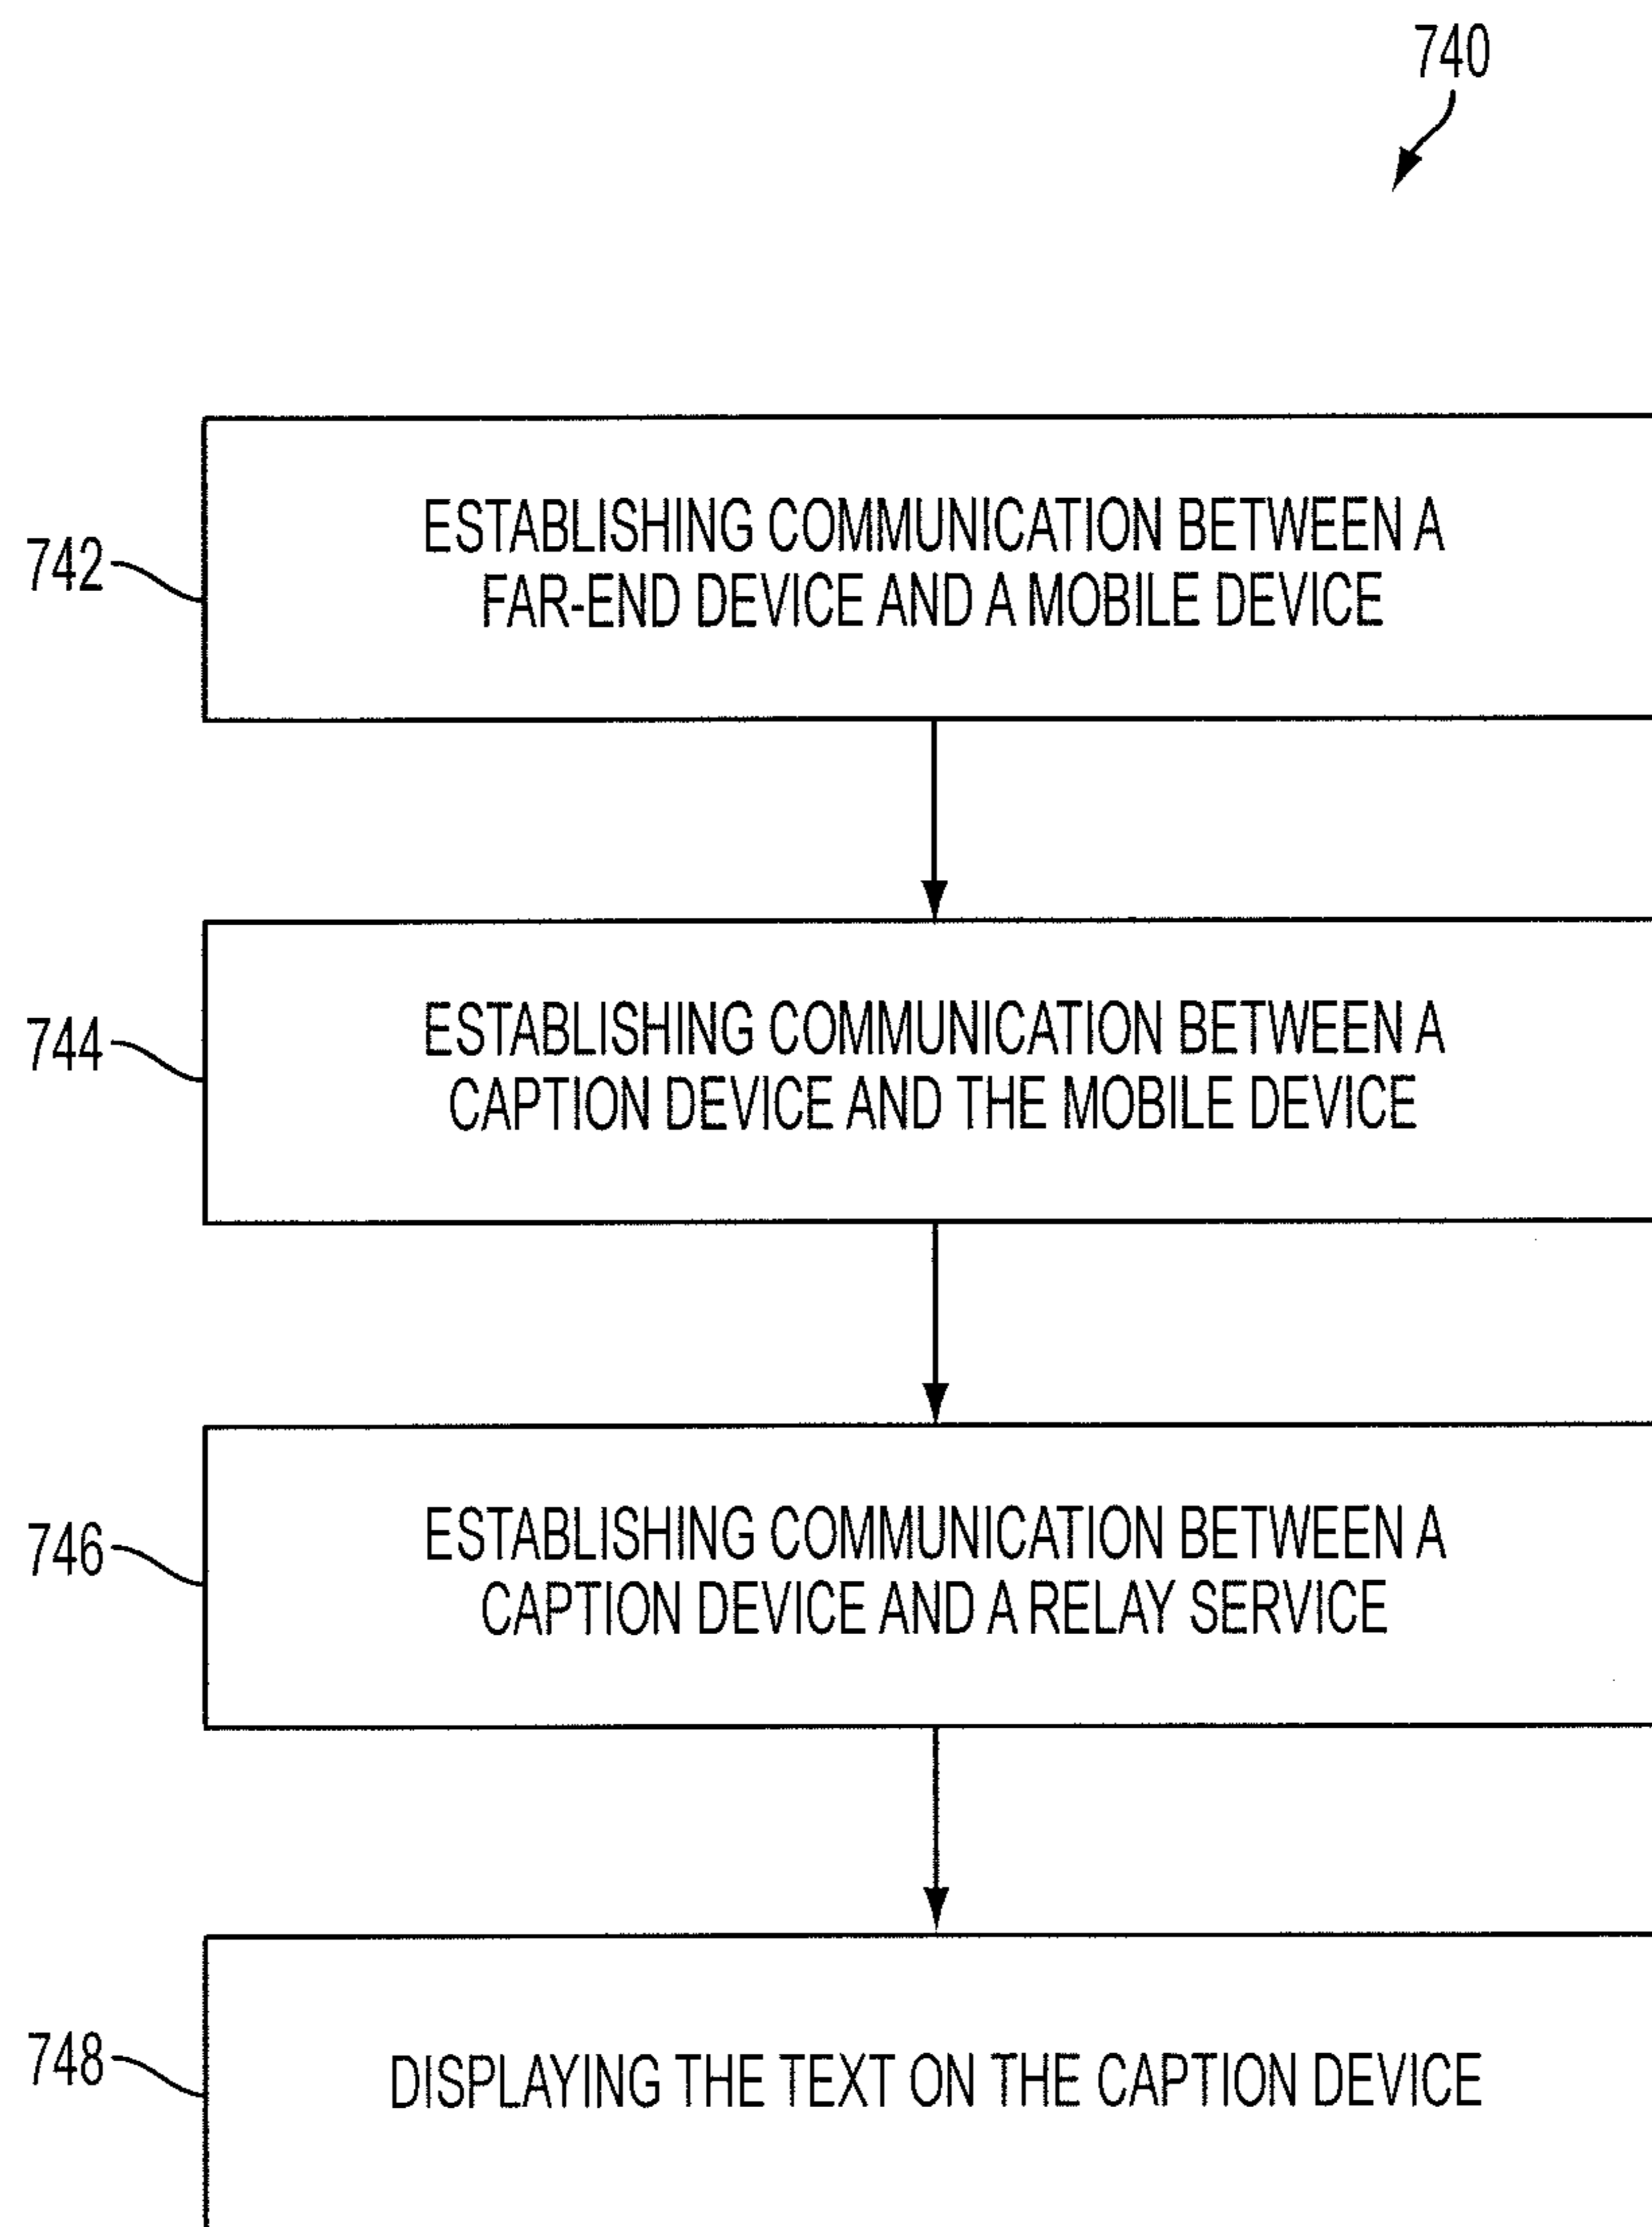 740
742
ESTABLISHING COMMUNICATION BETWEEN A
FAR-END DEVICE AND A MOBILE DEVICE
744
ESTABLISHING COMMUNICATION BETWEEN A
CAPTION DEVICE AND THE MOBILE DEVICE
746
ESTABLISHING COMMUNICATION BETWEEN A
CAPTION DEVICE AND A RELAY SERVICE
748
DISPLAYING THE TEXT ON THE CAPTION DEVICE